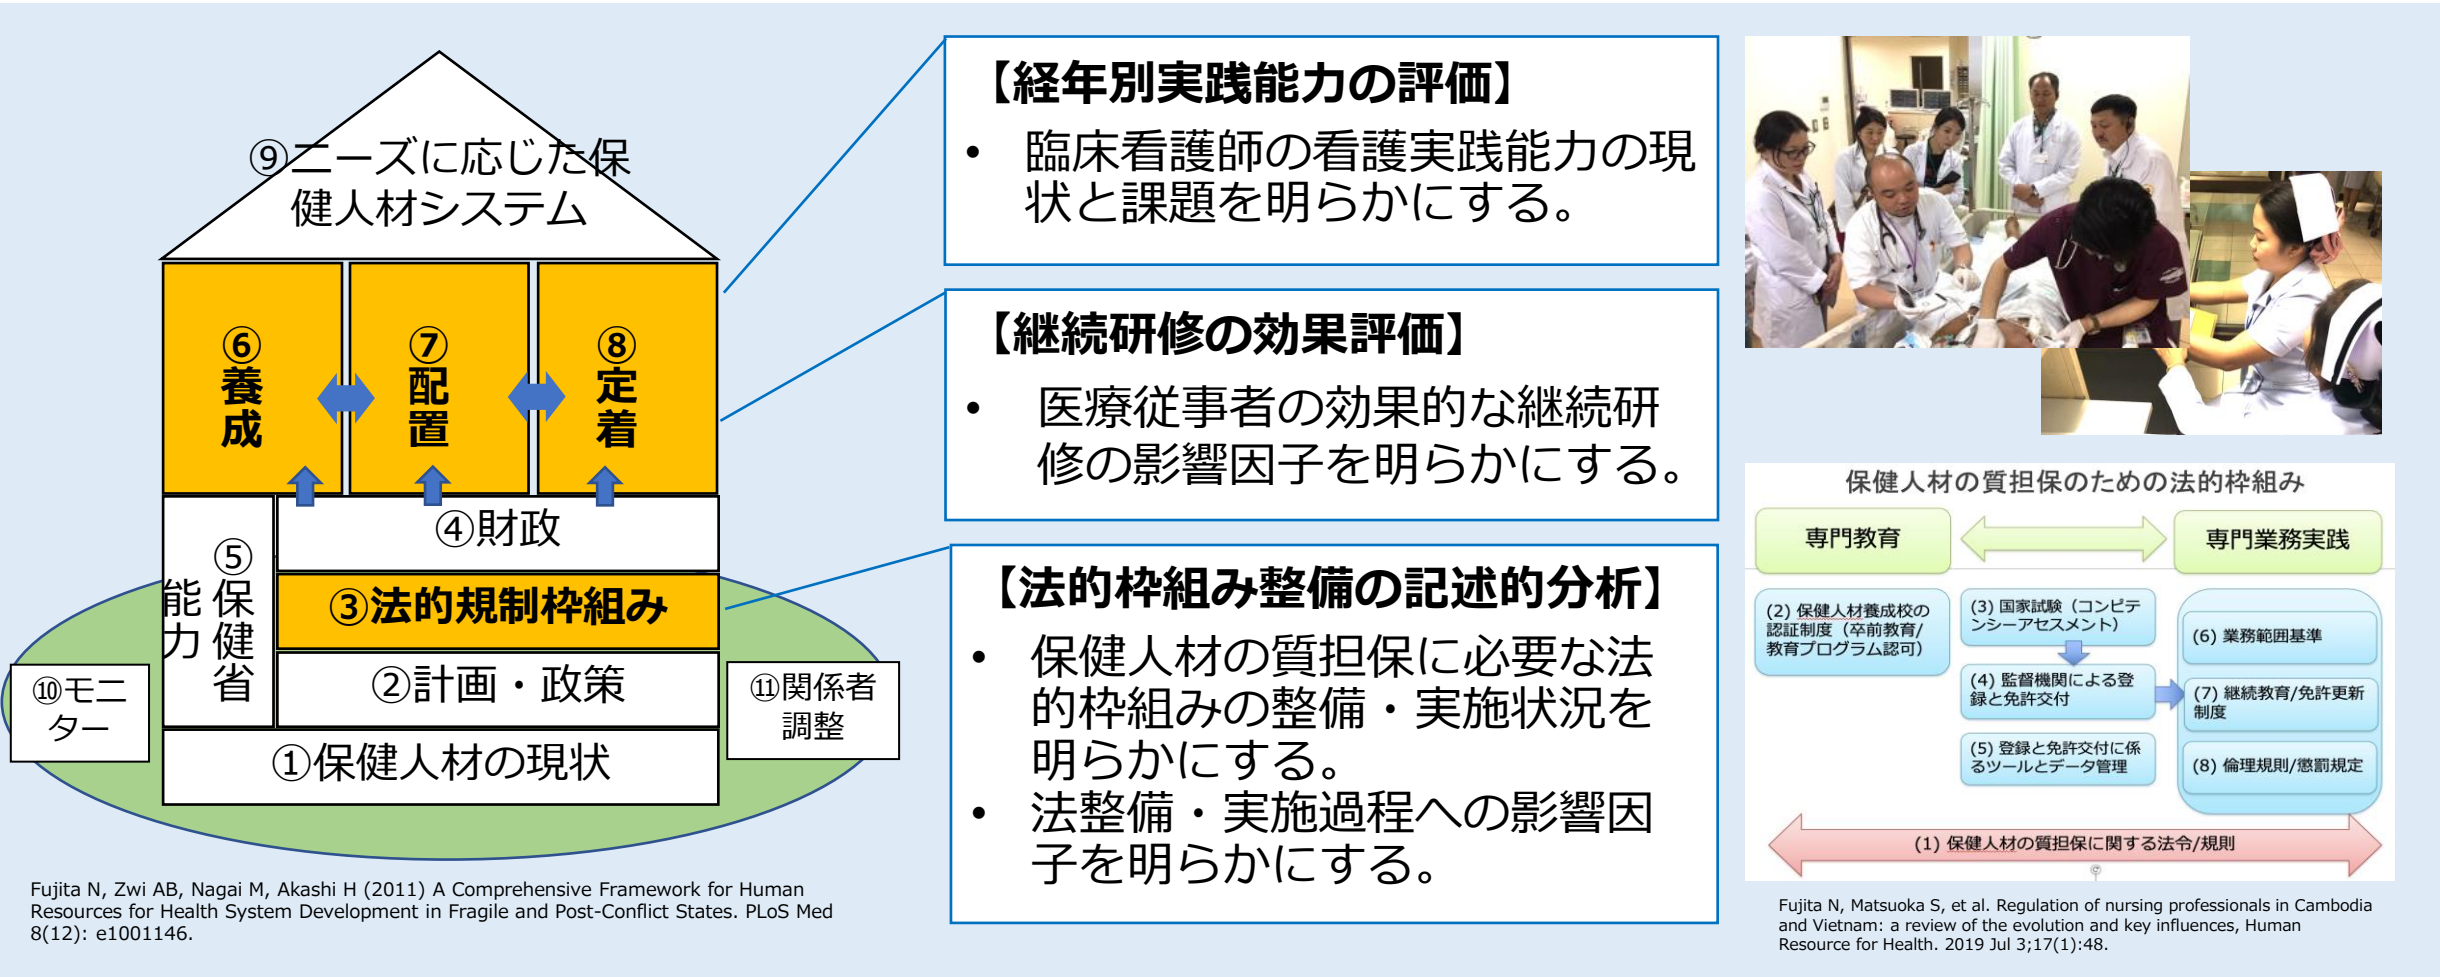 ⑨ニーズに応じた保
健人材システム
⑥養成
⑦配置
⑧定着
④財政
⑤保健省
能力
③法的規制枠組み
②計画・政策
①保健人材の現状
⑩モニ
ター
⑪関係者
調整
Fujita N, Zwi AB, Nagai M, Akashi H (2011) A Comprehensive Framework for Human
Resources for Health System Development in Fragile and Post-Conflict States. PLoS Med
8(12): e1001146.
【経年別実践能力の評価】
• 臨床看護師の看護実践能力の現
状と課題を明らかにする。
【継続研修の効果評価】
• 医療従事者の効果的な継続研
修の影響因子を明らかにする。
【法的枠組み整備の記述的分析】
• 保健人材の質担保に必要な法
的枠組みの整備・実施状況を
明らかにする。
• 法整備・実施過程への影響因
子を明らかにする。
保健人材の質担保のための法的枠組み
専門教育
専門業務実践
(2) 保健人材養成校の
認証制度（卒前教育/
教育プログラム認可）
(3) 国家試験（コンピテ
ンシーアセスメント）
(4) 監督機関による登
録と免許交付
(5) 登録と免許交付に係
るツールとデータ管理
(6) 業務範囲基準
(7) 継続教育/免許更新
制度
(8) 倫理規則/懲罰規定
(1) 保健人材の質担保に関する法令/規則
Fujita N, Matsuoka S, et al. Regulation of nursing professionals in Cambodia
and Vietnam: a review of the evolution and key influences, Human
Resource for Health. 2019 Jul 3;17(1):48.